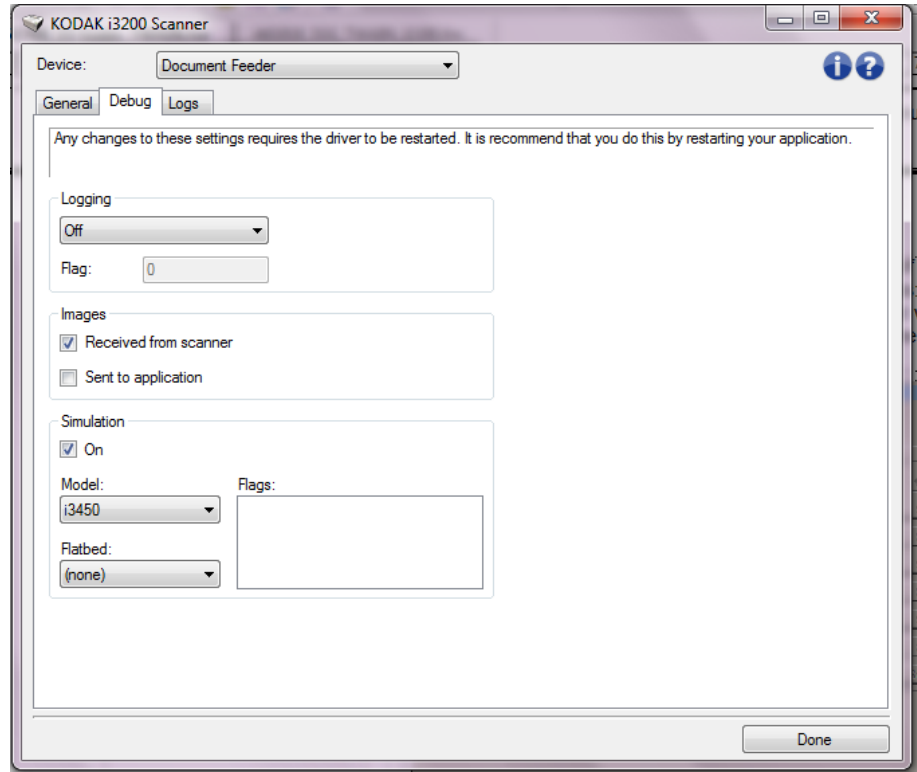 KODAK i3200 Scanner
Device: Document Feeder
General Debug Logs
Any changes to these settings requires the driver to be restarted. It is recommend that you do this by restarting your application.
Logging
Off
Flag: 0
Images
Received from scanner
Sent to application
Simulation
On
Model: Flags:
i3450
Flatbed:
(none)
Done